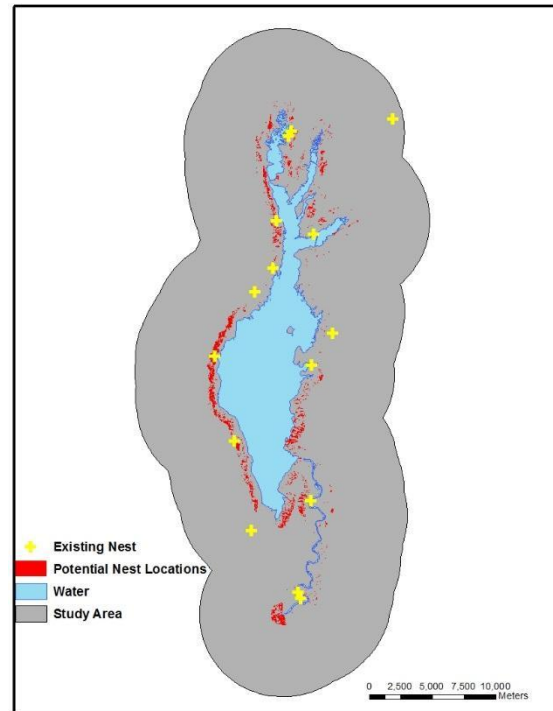 Existing Nest
Potential Nest Locations
Water
Study Area
0 2,500 5,000 7,500 10,000
Meters